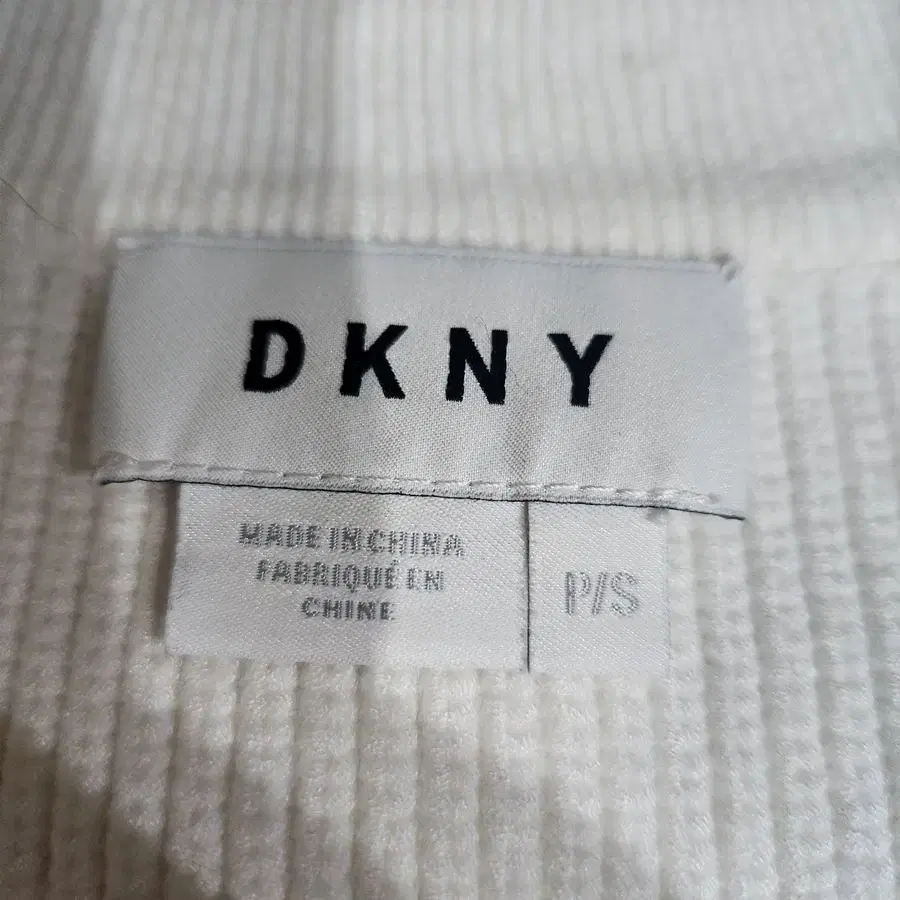 DKNY
MADE IN CHINA
FABRIQUÉ EN
CHINE
P/S